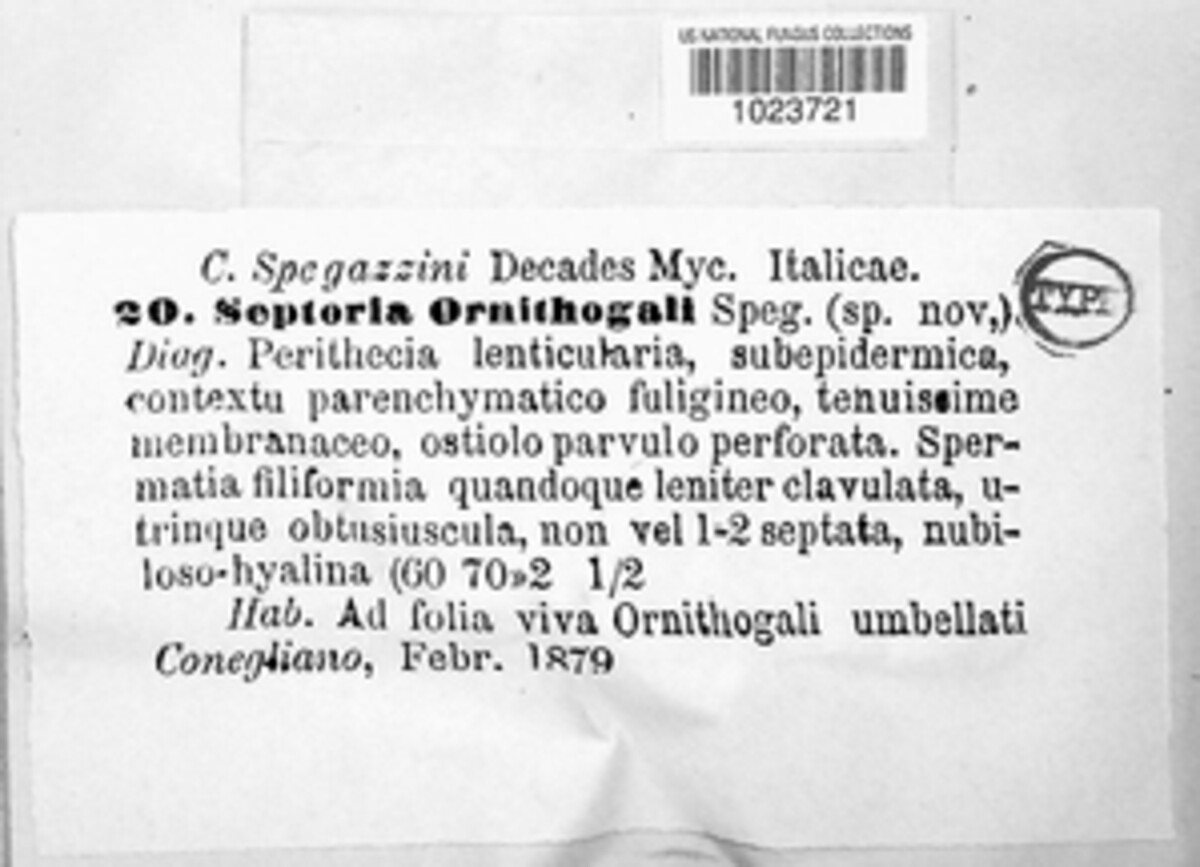 US NATIONAL FUNGUS COLLECTIONS
1023721
C. Spegazzini Decades Myc. Italicae.
20. Septoria Ornithogali Speg. (sp. nov,).
TYPE
Diag. Perithecia lenticularia, subepidermica,
contextu parenchymatico fuligineo, tenuissime
membranaceo, ostiolo parvulo perforata. Sper-
matia filiformia quandoque leniter clavulata, u-
trinque obtusiuscula, non vel 1-2 septata, nubi-
loso-hyalina (60 70»2 1/2
Hab. Ad folia viva Ornithogali umbellati
Conegliano, Febr. 1879